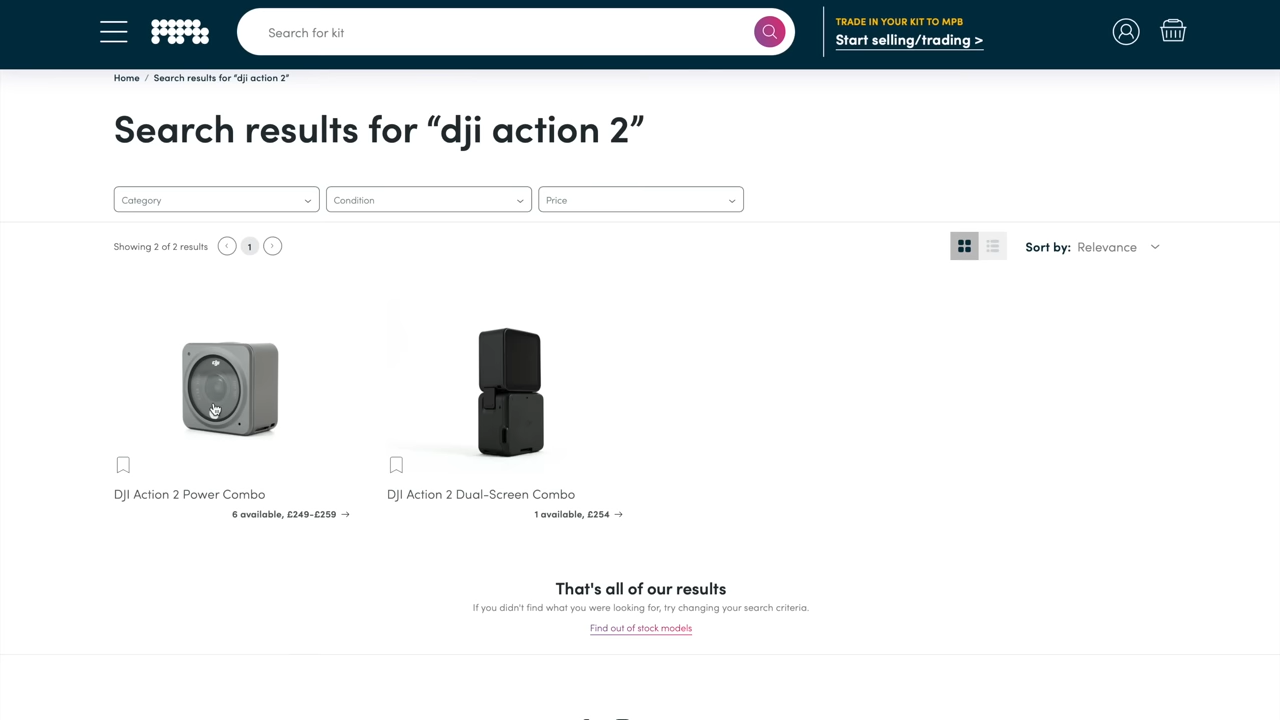 Search for kit
TRADE IN YOUR KIT TO MPB
Start selling/trading >
Home / Search results for “dji action 2”
Search results for “dji action 2”
Category
Condition
Price
Showing 2 of 2 results
1
Sort by: Relevance
dji
DJI Action 2 Power Combo
6 available, £249-£259 →
DJI Action 2 Dual-Screen Combo
1 available, £254 →
That's all of our results
If you didn't find what you were looking for, try changing your search criteria.
Find out of stock models